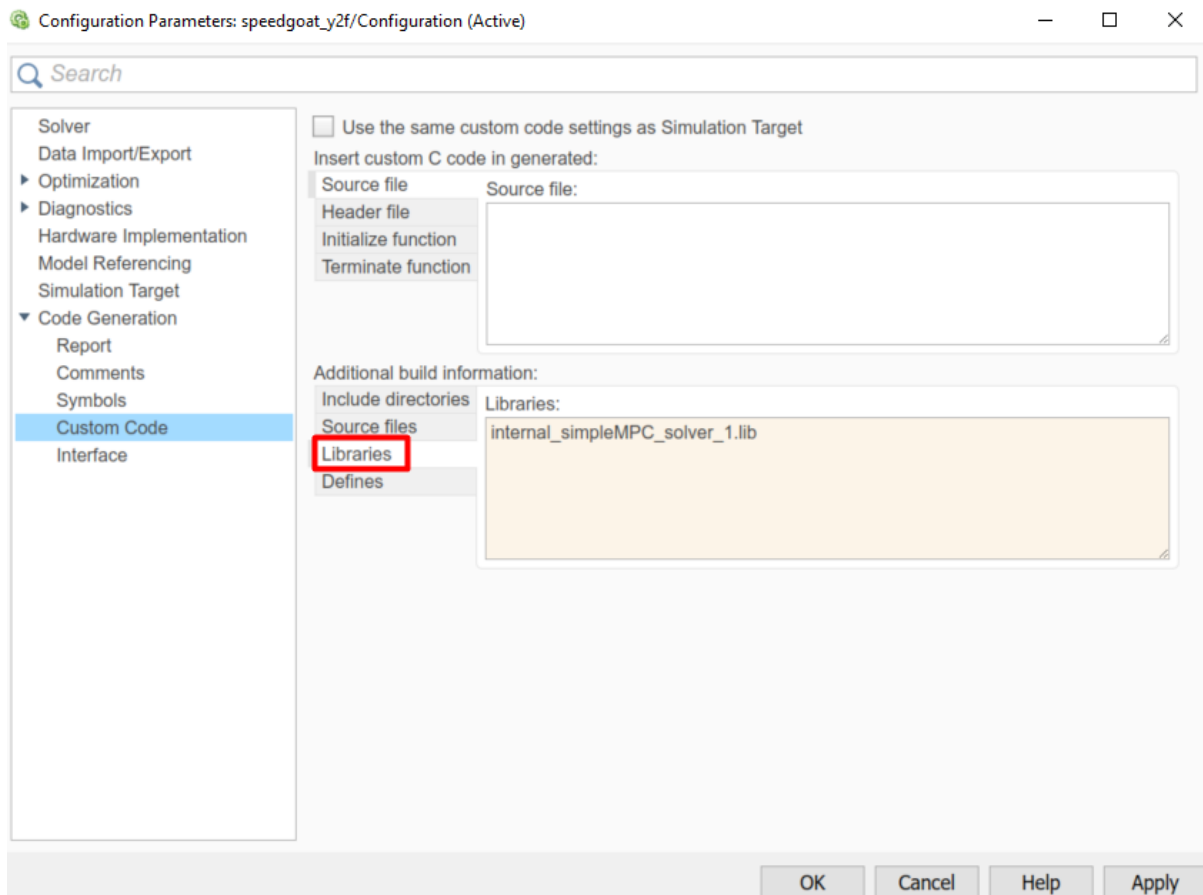 Configuration Parameters: speedgoat_y2f/Configuration (Active)
Search
Solver
Data Import/Export
Optimization
Diagnostics
Hardware Implementation
Model Referencing
Simulation Target
Code Generation
Report
Comments
Symbols
Custom Code
Interface
Use the same custom code settings as Simulation Target
Insert custom C code in generated:
Source file
Header file
Initialize function
Terminate function
Source file:
Additional build information:
Include directories
Source files
Libraries
Defines
Libraries:
internal_simpleMPC_solver_1.lib
OK
Cancel
Help
Apply